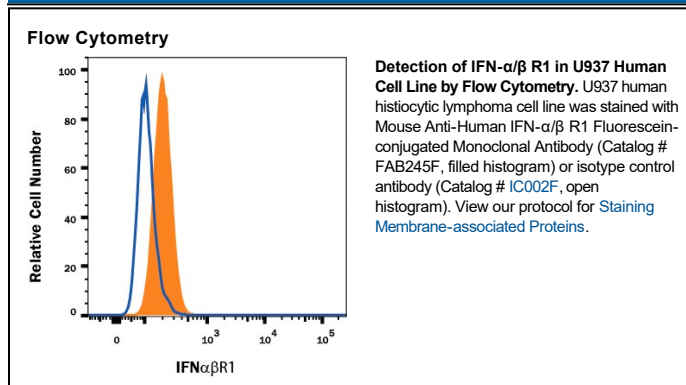 Flow Cytometry
100
80
60
40
20
0
Relative Cell Number
0 10³ 10⁴ 10⁵
IFNαβR1
Detection of IFN-α/β R1 in U937 Human
Cell Line by Flow Cytometry. U937 human
histiocytic lymphoma cell line was stained with
Mouse Anti-Human IFN-α/β R1 Fluorescein-
conjugated Monoclonal Antibody (Catalog #
FAB245F, filled histogram) or isotype control
antibody (Catalog # IC002F, open
histogram). View our protocol for Staining
Membrane-associated Proteins.